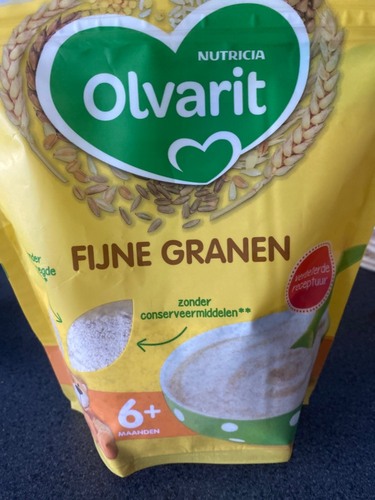 NUTRICIA
Olvarit
FIJNE GRANEN
verbeterde
receptuur
zonder
conserveermiddelen**
6+
MAANDEN